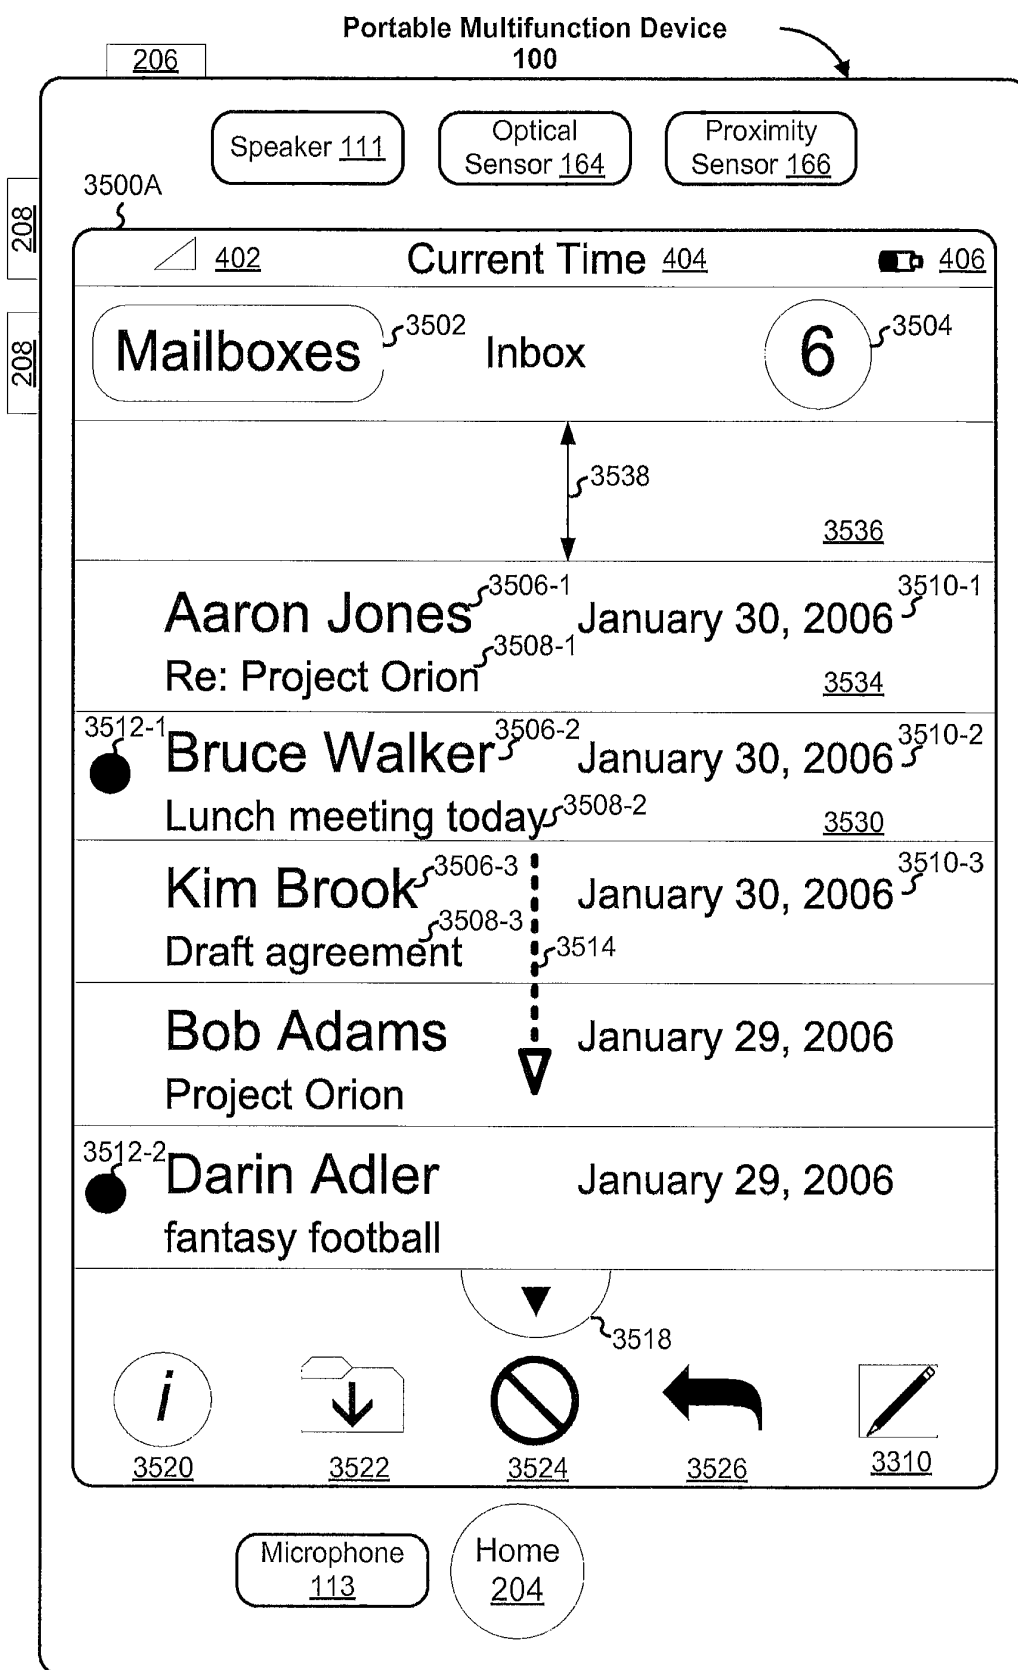 Portable Multifunction Device
100
206
Speaker 111
Optical
Sensor 164
Proximity
Sensor 166
208
3500A
402 Current Time 404 406
208
Mailboxes 3502 Inbox 6 3504
3538
3536
Aaron Jones 3506-1 January 30, 2006 3510-1
Re: Project Orion 3508-1 3534
3512-1 Bruce Walker 3506-2 January 30, 2006 3510-2
Lunch meeting today 3508-2 3530
Kim Brook 3506-3 January 30, 2006 3510-3
Draft agreement 3508-3 3514
Bob Adams January 29, 2006
Project Orion
3512-2 Darin Adler January 29, 2006
fantasy football
3518
i
3520 3522 3524 3526 3310
Microphone
113
Home
204